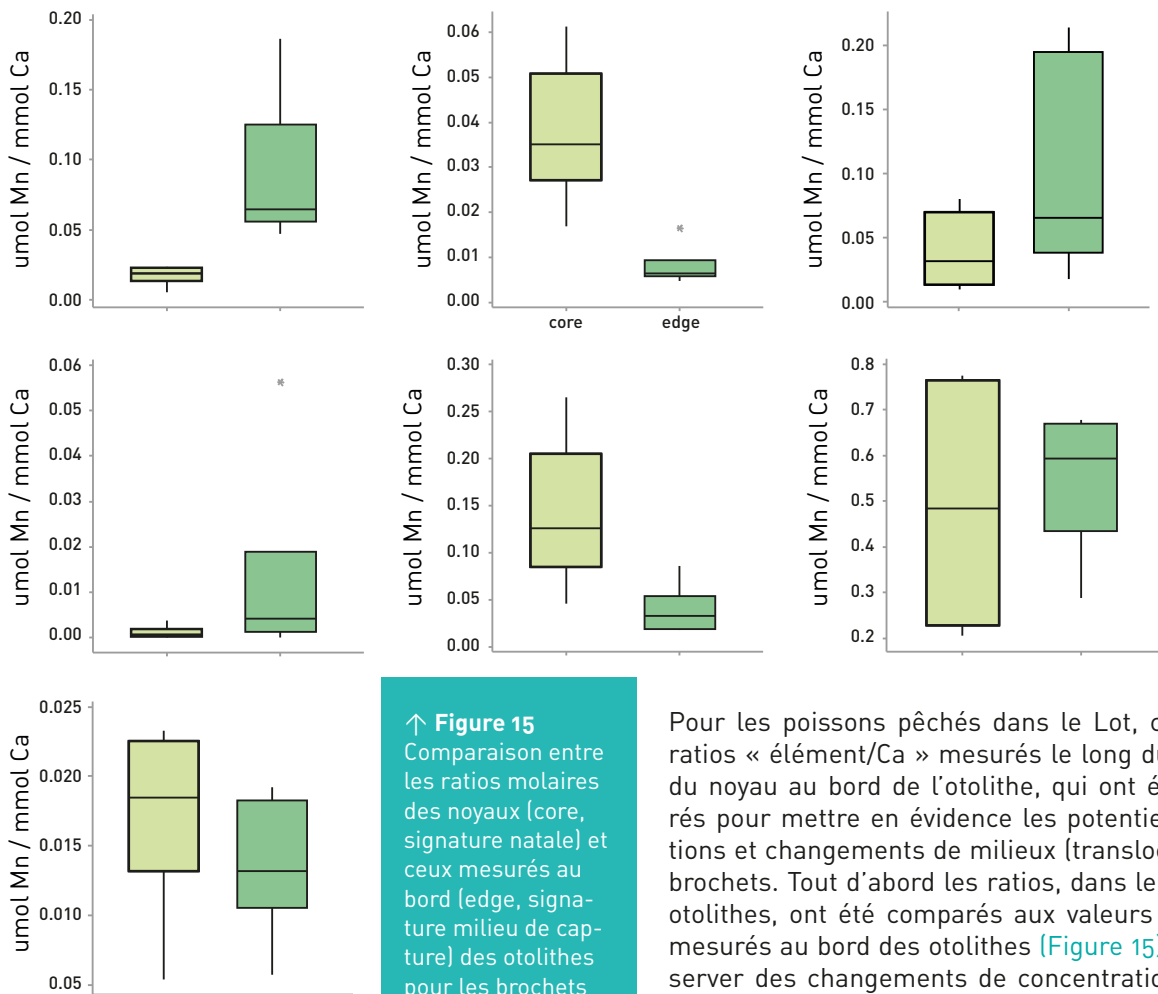 umol Mn / mmol Ca
0.20
0.15
0.10
0.05
0.00
umol Mn / mmol Ca
0.06
0.05
0.04
0.03
0.02
0.01
0.00
core edge
umol Mn / mmol Ca
0.20
0.15
0.10
0.05
0.00
umol Mn / mmol Ca
0.06
0.05
0.04
0.03
0.02
0.01
0.00
umol Mn / mmol Ca
0.30
0.25
0.20
0.15
0.10
0.05
0.00
umol Mn / mmol Ca
0.8
0.7
0.6
0.5
0.4
0.3
0.2
umol Mn / mmol Ca
0.025
0.020
0.015
0.010
0.05
↑ Figure 15
Comparaison entre
les ratios molaires
des noyaux (core,
signature natale) et
ceux mesurés au
bord (edge, signa-
ture milieu de cap-
ture) des otolithes
pour les brochets
Pour les poissons pêchés dans le Lot,
ratios « élément/Ca » mesurés le long
du noyau au bord de l'otolithe, qui ont
rés pour mettre en évidence les
tions et changements de milieux
brochets. Tout d'abord les ratios, dans
otolithes, ont été comparés aux valeurs
mesurés au bord des otolithes (Figure 15)
server des changements de